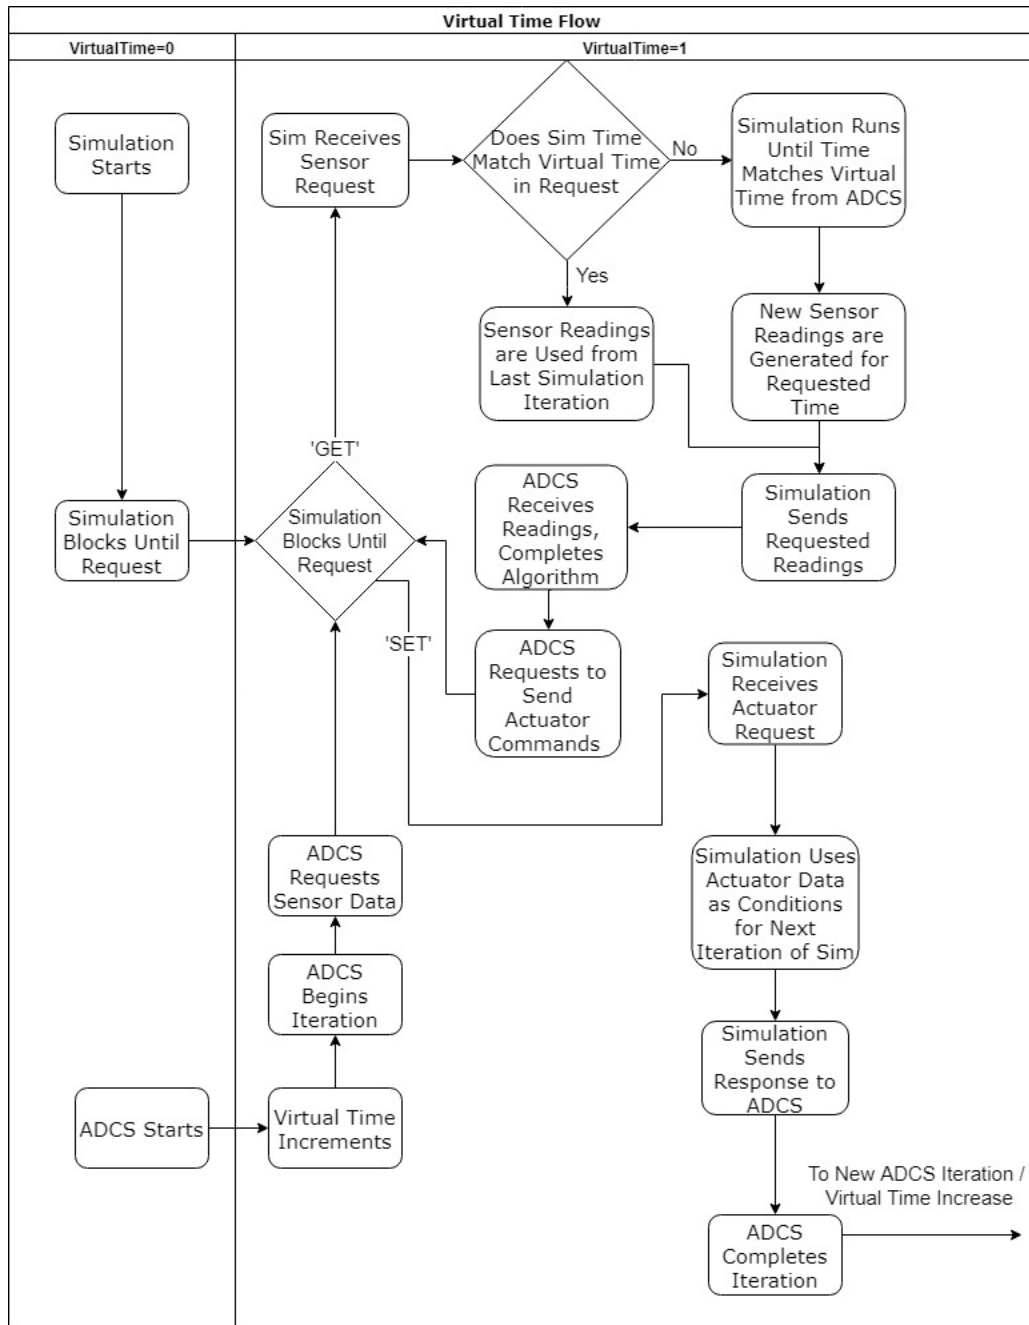 Virtual Time Flow
VirtualTime=0
VirtualTime=1
Simulation
Starts
Sim Receives
Sensor
Request
Does Sim Time
Match Virtual Time
in Request
No
Simulation Runs
Until Time
Matches Virtual
Time from ADCS
Yes
Sensor Readings
are Used from
Last Simulation
Iteration
New Sensor
Readings are
Generated for
Requested
Time
'GET'
Simulation
Blocks Until
Request
Simulation
Blocks Until
Request
ADCS
Receives
Readings,
Completes
Algorithm
Simulation
Sends
Requested
Readings
'SET'
ADCS
Requests to
Send
Actuator
Commands
Simulation
Receives
Actuator
Request
ADCS
Requests
Sensor Data
Simulation Uses
Actuator Data
as Conditions
for Next
Iteration of Sim
ADCS
Begins
Iteration
Simulation
Sends
Response to
ADCS
ADCS Starts
Virtual Time
Increments
To New ADCS Iteration /
Virtual Time Increase
ADCS
Completes
Iteration